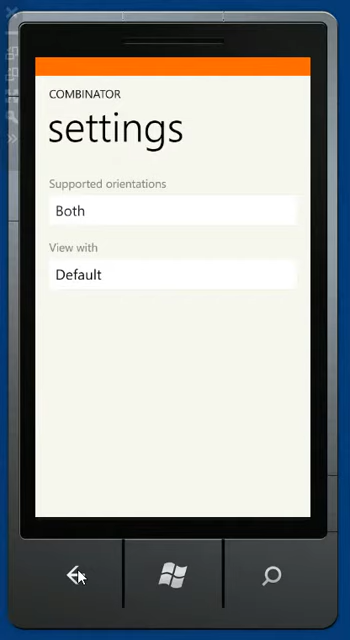 COMBINATOR
settings
Supported orientations
Both
View with
Default